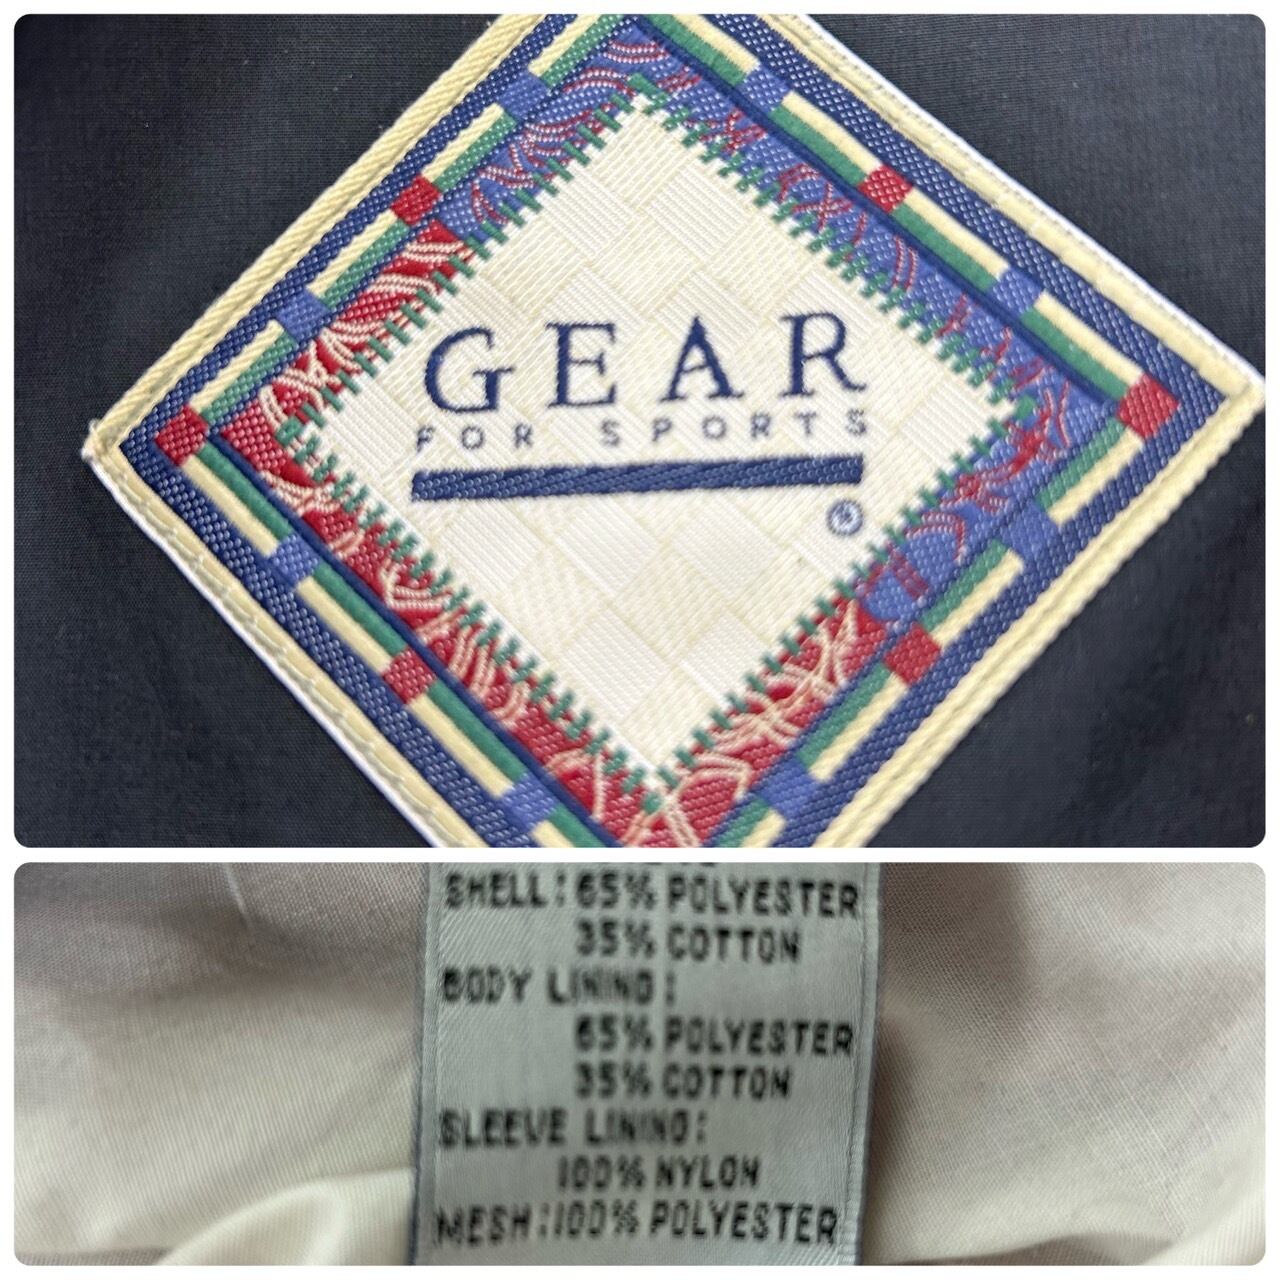 GEAR
FOR SPORTS
®
SHELL: 65% POLYESTER
35% COTTON
BODY LINING:
65% POLYESTER
35% COTTON
SLEEVE LINING:
100% NYLON
MESH: 100% POLYESTER